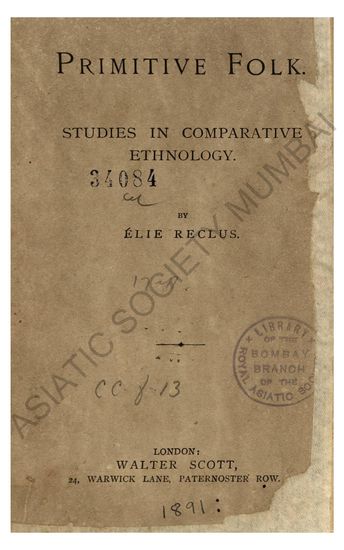 PRIMITIVE FOLK.
STUDIES IN COMPARATIVE
ETHNOLOGY.
34084
BY
ÉLIE RECLUS.
CC-f-13
LIBRARY
OF THE
BOMBAY
BRANCH
OF THE
ROYAL ASIATIC SOC
LONDON:
WALTER SCOTT,
24, WARWICK LANE, PATERNOSTER ROW.
1891:
ASIATIC SOCIETY MUMBAI